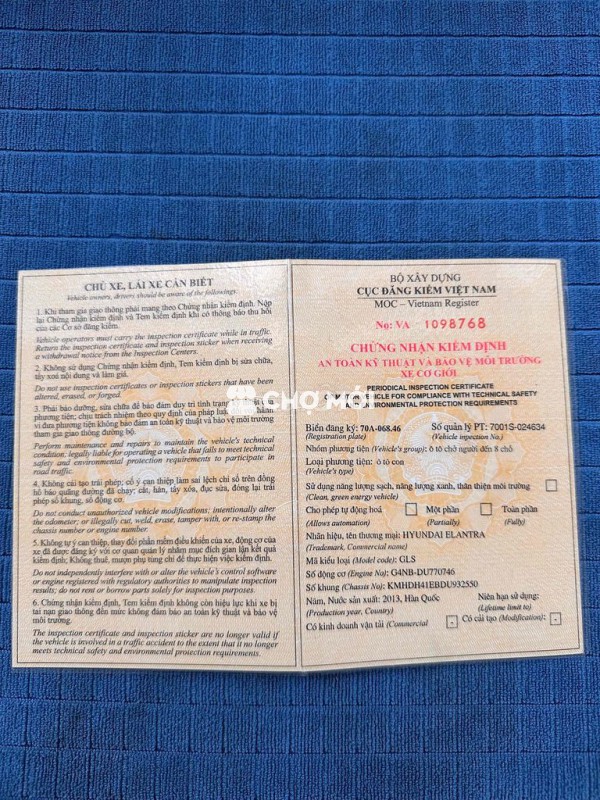 CHỦ XE, LÁI XE CẦN BIẾT
Vehicle owners, drivers should be aware of the followings:
1. Khi tham gia giao thông phải mang theo Chứng nhận kiểm định. Nộp
lại Chứng nhận kiểm định và Tem kiểm định khi có thông báo thu hồi
của các Cơ sở đăng kiểm.
Vehicle operators must carry the inspection certificate while in traffic.
Return the inspection certificate and inspection sticker when receiving
a withdrawal notice from the Inspection Centers.
2. Không sử dụng Chứng nhận kiểm định, Tem kiểm định bị sửa chữa,
tẩy xoá nội dung và làm giả.
Do not use inspection certificates or inspection stickers that have been
altered, erased, or forged.
3. Phải bảo dưỡng, sửa chữa để bảo đảm duy trì tình trạng
phương tiện; chịu trách nhiệm theo quy định của pháp luật hành
vi đưa phương tiện không bảo đảm an toàn kỹ thuật và bảo vệ môi trường
tham gia giao thông đường bộ.
Perform maintenance and repairs to maintain the vehicle's technical
condition; legally liable for operating a vehicle that fails to meet technical
safety and environmental protection requirements to participate in
road traffic.
4. Không cải tạo trái phép; cố ý can thiệp làm sai lệch chỉ số trên đồng
hồ báo quãng đường đã chạy; cắt, hàn, tẩy xóa, đục sửa, đóng lại trái
phép số khung, số động cơ.
Do not conduct unauthorized vehicle modifications; intentionally alter
the odometer; or illegally cut, weld, erase, tamper with, or re-stamp the
chassis number or engine number.
5. Không tự ý can thiệp, thay đổi phần mềm điều khiển của xe, động cơ của
xe đã được đăng ký với cơ quan quản lý nhằm mục đích gian lận kết quả
kiểm định; Không thuê, mượn phụ tùng chỉ để thực hiện việc kiểm định.
Do not independently interfere with or alter the vehicle's control software
or engine registered with regulatory authorities to manipulate inspection
results; do not rent or borrow parts solely for inspection purposes.
6. Chứng nhận kiểm định, Tem kiểm định không còn hiệu lực khi xe bị
tai nạn giao thông đến mức không đảm bảo an toàn kỹ thuật và bảo vệ
môi trường.
The inspection certificate and inspection sticker are no longer valid if
the vehicle is involved in a traffic accident to the extent that it no longer
meets technical safety and environmental protection requirements.
BỘ XÂY DỰNG
CỤC ĐĂNG KIỂM VIỆT NAM
MOC – Vietnam Register
No: VA 1098768
CHỨNG NHẬN KIỂM ĐỊNH
AN TOÀN KỸ THUẬT VÀ BẢO VỆ MÔI TRƯỜNG
XE CƠ GIỚI
PERIODICAL INSPECTION CERTIFICATE
VEHICLE FOR COMPLIANCE WITH TECHNICAL SAFETY
ENVIRONMENTAL PROTECTION REQUIREMENTS
CHỢ MỚI
Biển đăng ký: 70A-068.46 Số quản lý PT: 7001S-024634
(Registration plate) (Vehicle inspection No.)
Nhóm phương tiện (Vehicle's group): ô tô chở người đến 8 chỗ
Loại phương tiện: ô tô con
(Vehicle's type)
Sử dụng năng lượng sạch, năng lượng xanh, thân thiện môi trường
(Clean, green energy vehicle)
Cho phép tự động hoá Một phần Toàn phần
(Allows automation) (Partially) (Fully)
Nhãn hiệu, tên thương mại: HYUNDAI ELANTRA
(Trademark, Commercial name)
Mã kiểu loại (Model code): GLS
Số động cơ (Engine No): G4NB-DU770746
Số khung (Chassis No): KMHDH41EBDU932550
Năm, Nước sản xuất: 2013, Hàn Quốc Niên hạn sử dụng:
(Production year, Country) (Lifetime limit to)
Có kinh doanh vận tải (Commercial - Có cải tạo (Modification): -